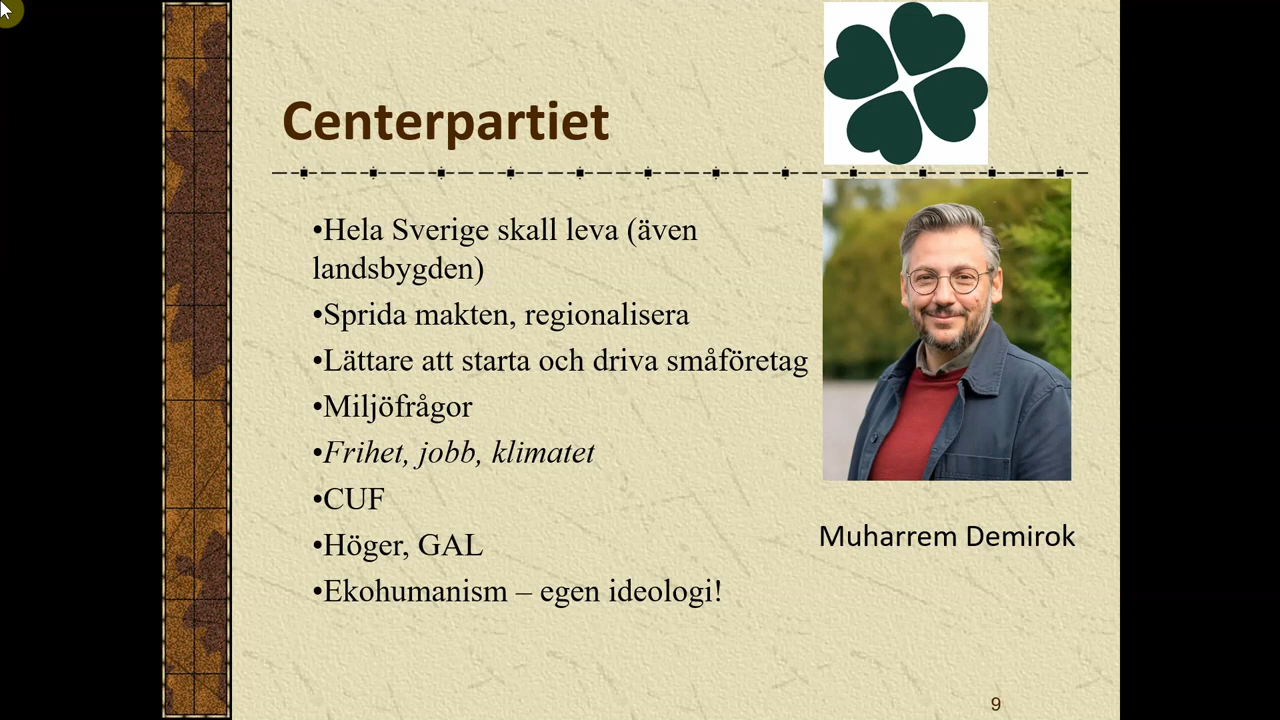 Centerpartiet
•Hela Sverige skall leva (även
landsbygden)
•Sprida makten, regionalisera
•Lättare att starta och driva småföretag
•Miljöfrågor
•Frihet, jobb, klimatet
•CUF
•Höger, GAL
•Ekohumanism – egen ideologi!
Muharrem Demirok
9